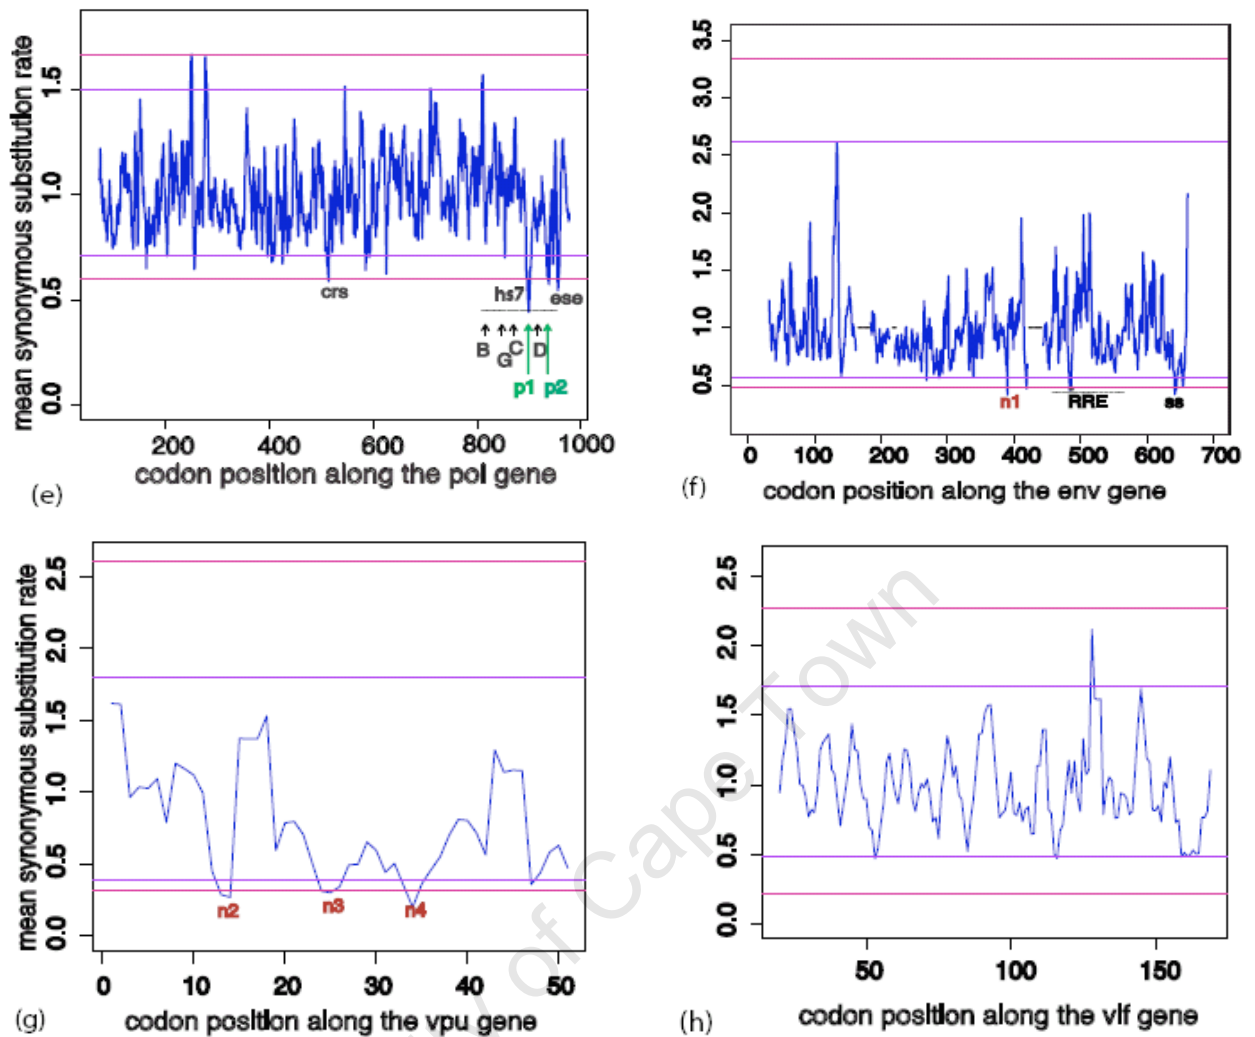 mean synonymous substitution rate
0.0 0.5 1.0 1.5
crs
hs7
ese
B G C D
p1 p2
200 400 600 800 1000
codon position along the pol gene
(e)
0.5 1.0 1.5 2.0 2.5 3.0 3.5
n1 RRE ss
0 100 200 300 400 500 600 700
codon position along the env gene
(f)
mean synonymous substitution rate
0.0 0.5 1.0 1.5 2.0 2.5
n2 n3 n4
0 10 20 30 40 50
codon position along the vpu gene
(g)
0.0 0.5 1.0 1.5 2.0 2.5
50 100 150
codon position along the vif gene
(h)
y of Cape Town